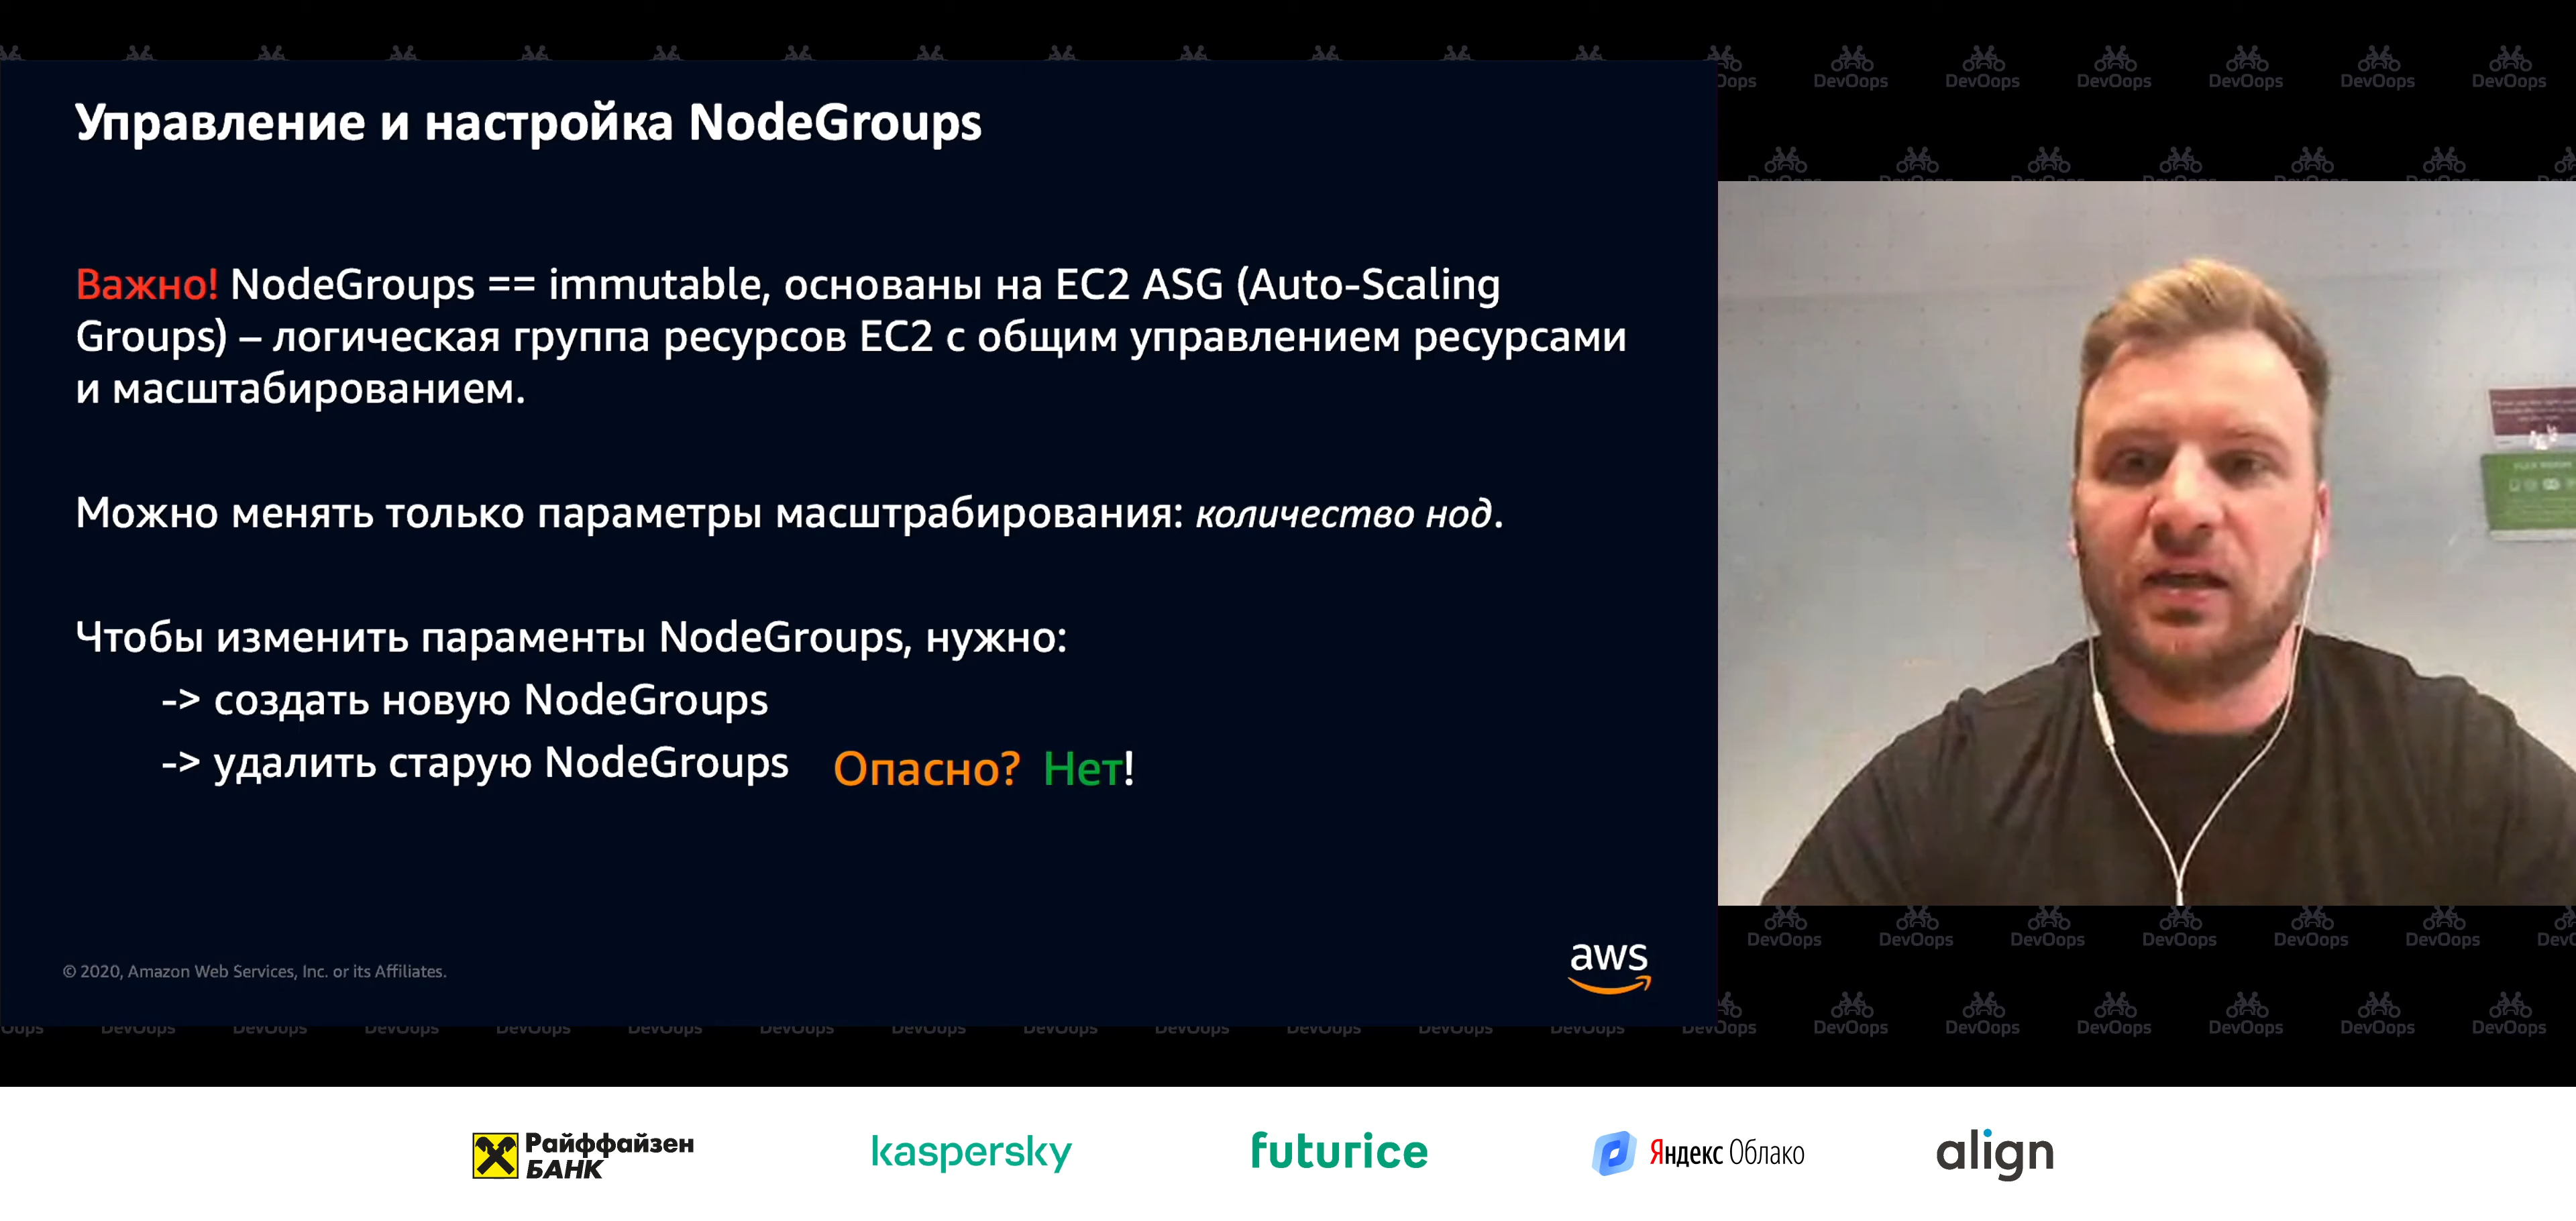 Управление и настройка NodeGroups
Важно! NodeGroups == immutable, основаны на EC2 ASG (Auto-Scaling
Groups) – логическая группа ресурсов EC2 с общим управлением ресурсами
и масштабированием.
Можно менять только параметры масштрабирования: количество нод.
Чтобы изменить параменты NodeGroups, нужно:
-> создать новую NodeGroups
-> удалить старую NodeGroups Опасно? Нет!
© 2020, Amazon Web Services, Inc. or its Affiliates.
aws
DevOops
Райффайзен
БАНК
kaspersky
futurice
Яндекс Облако
align